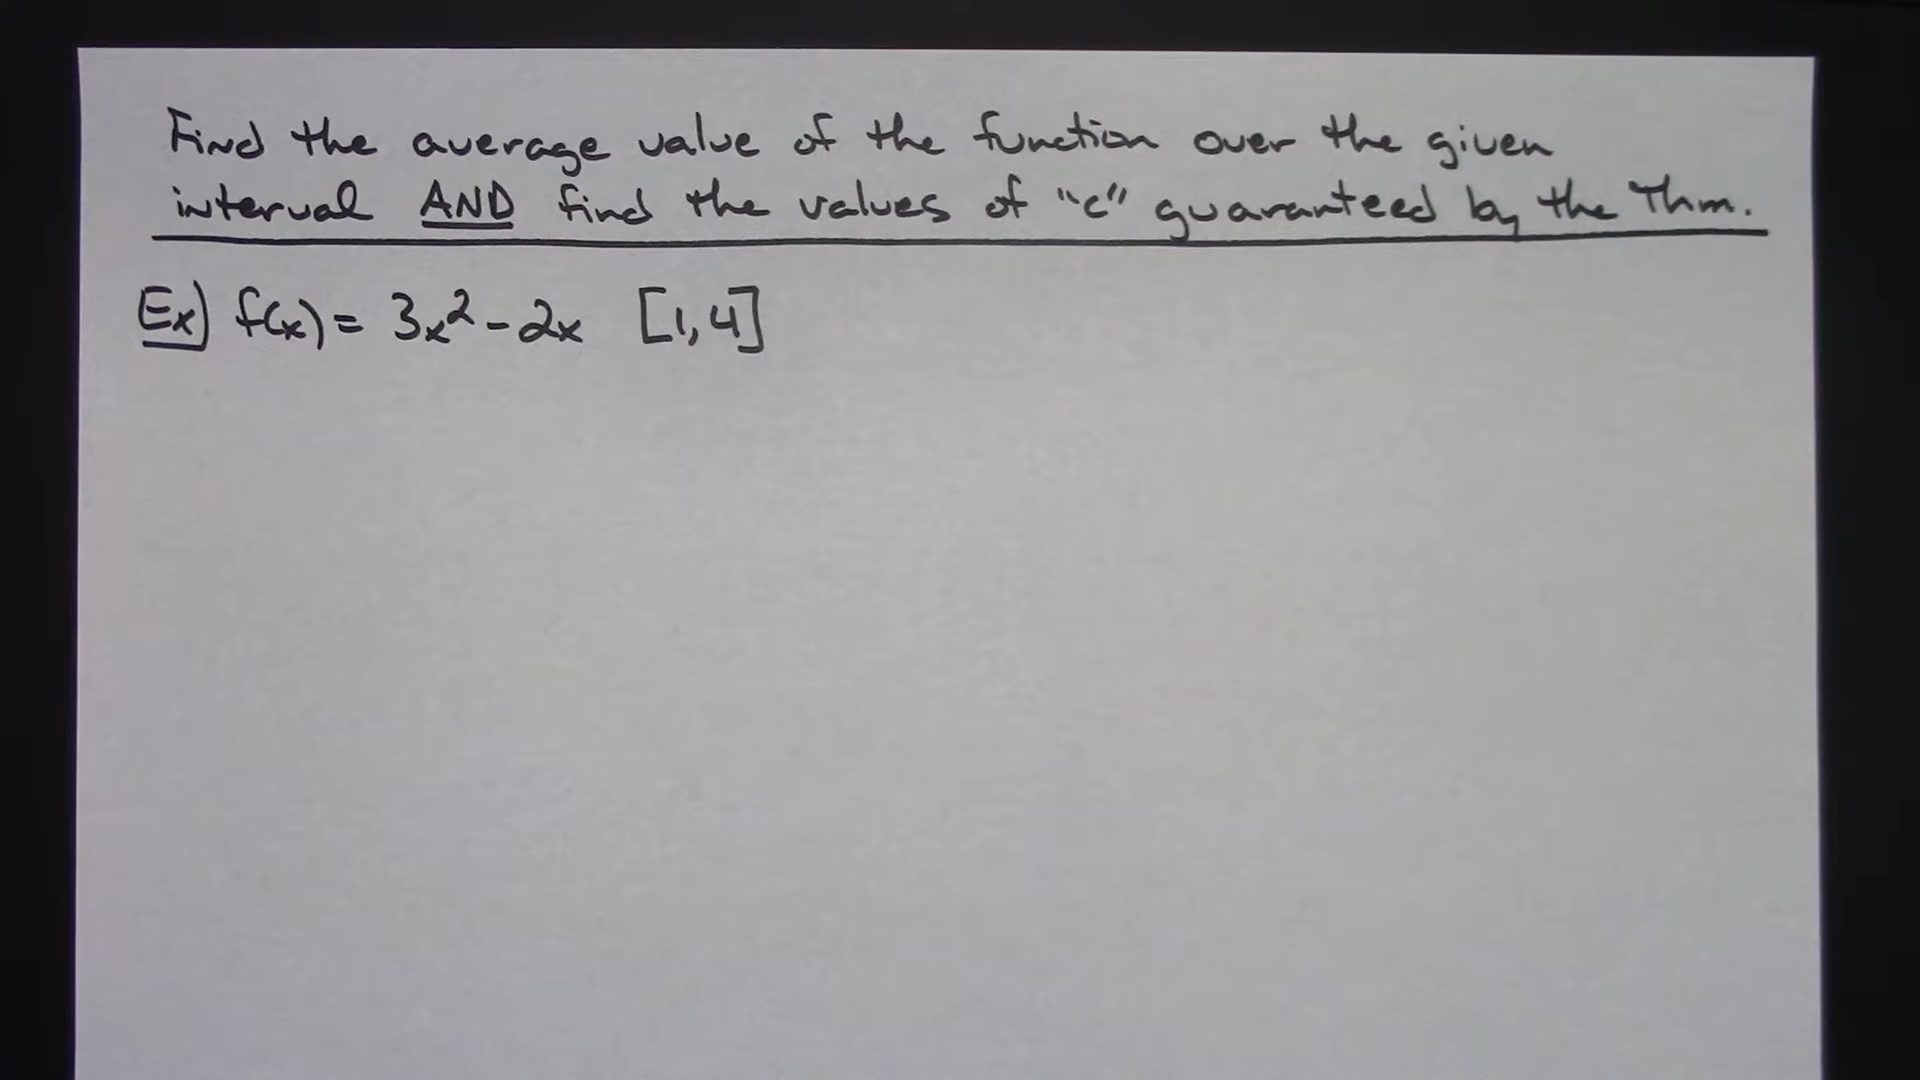 Find the average value of the function over the given
interval AND find the values of "c" guaranteed by the Thm.
Ex) f(x) = 3x² - 2x [1, 4]